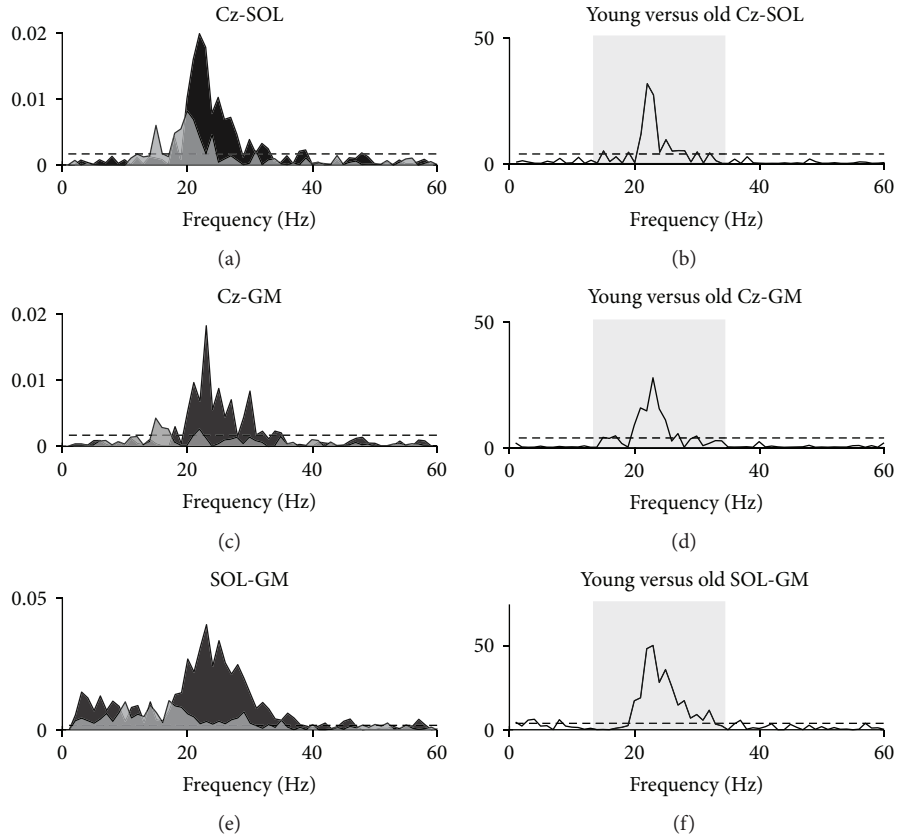 Cz-SOL
0.02
0.01
0
0 20 40 60
Frequency (Hz)
(a)
Young versus old Cz-SOL
50
0
0 20 40 60
Frequency (Hz)
(b)
Cz-GM
0.02
0.01
0
0 20 40 60
Frequency (Hz)
(c)
Young versus old Cz-GM
50
0
0 20 40 60
Frequency (Hz)
(d)
SOL-GM
0.05
0
0 20 40 60
Frequency (Hz)
(e)
Young versus old SOL-GM
50
0
0 20 40 60
Frequency (Hz)
(f)